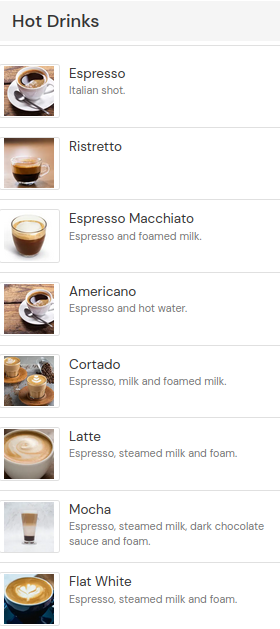 Hot Drinks
Espresso
Italian shot.
Ristretto
Espresso Macchiato
Espresso and foamed milk.
Americano
Espresso and hot water.
Cortado
Espresso, milk and foamed milk.
Latte
Espresso, steamed milk and foam.
Mocha
Espresso, steamed milk, dark chocolate
sauce and foam.
Flat White
Espresso, steamed milk and foam.